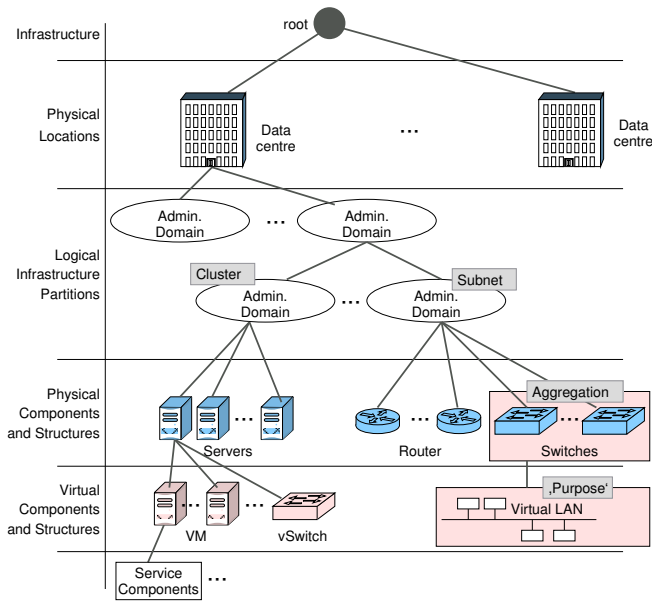 Infrastructure
root
Physical
Locations
Data
centre
...
Data
centre
Logical
Infrastructure
Partitions
Admin.
Domain
...
Admin.
Domain
Cluster
Admin.
Domain
...
Subnet
Admin.
Domain
Physical
Components
and Structures
...
Servers
...
Router
Aggregation
...
Switches
Virtual
Components
and Structures
...
VM
...
vSwitch
‚Purpose‘
Virtual LAN
Service
Components
...